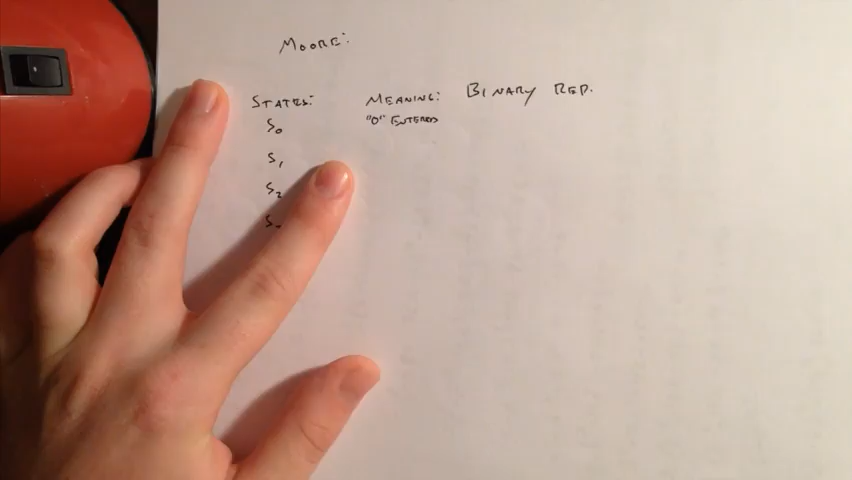 MOORE:
STATES: MEANING: BINARY REP.
S0 "0" ENTERED
S1
S2
S